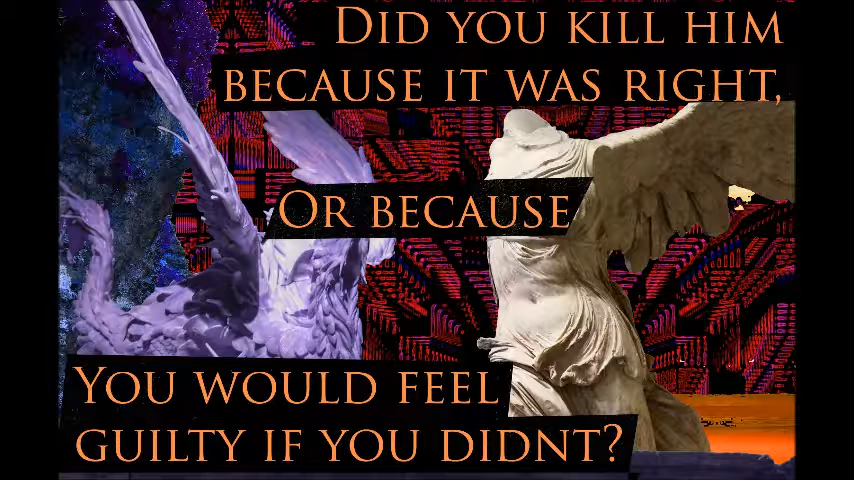 Did you kill him
because it was right,
Or because
You would feel
guilty if you didnt?